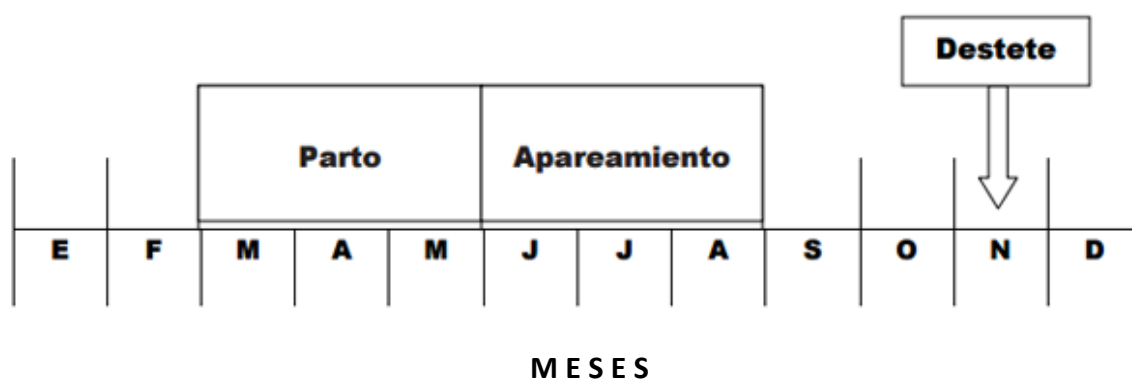 Destete
Parto Apareamiento
E F M A M J J A S O N D
M E S E S